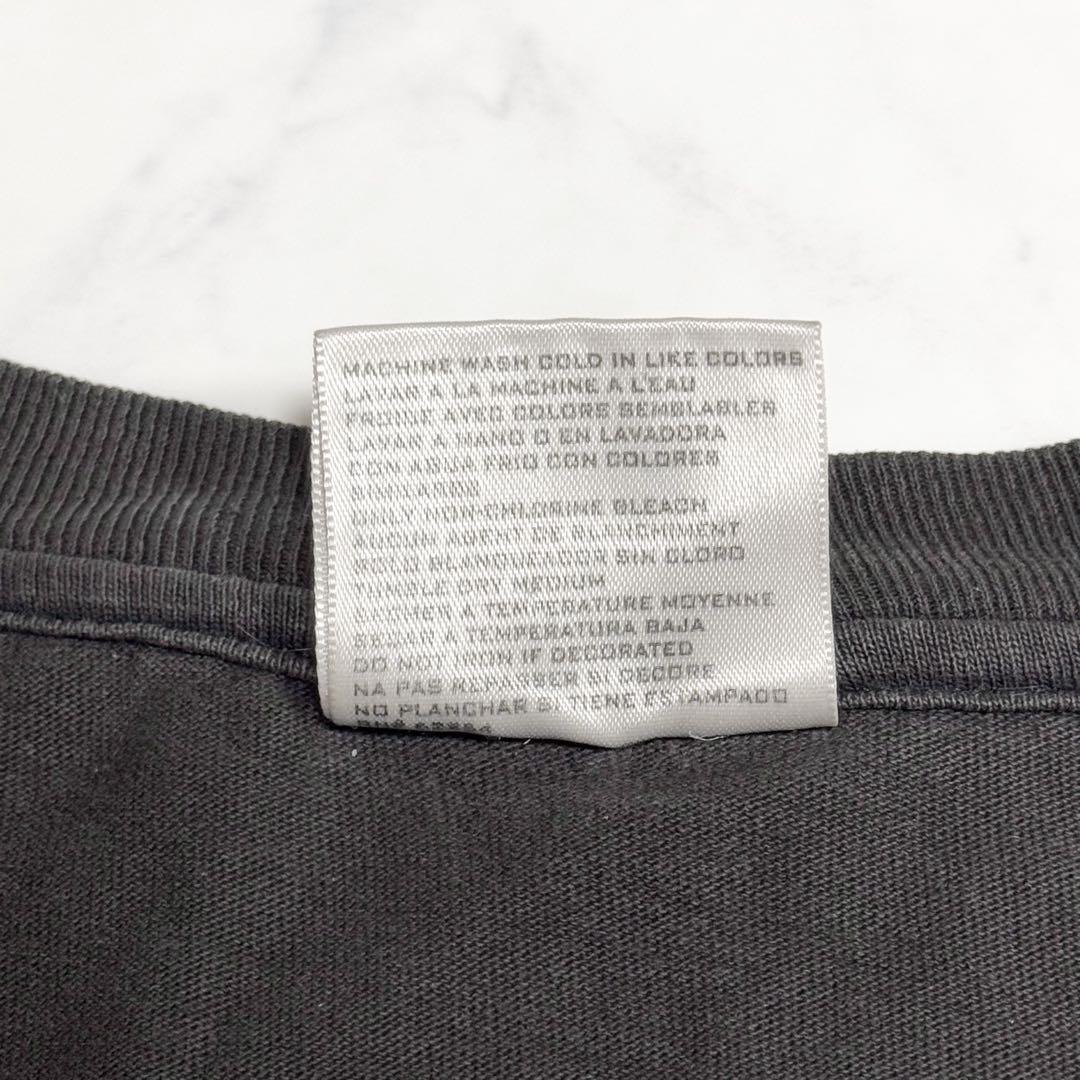 MACHINE WASH COLD IN LIKE COLORS
LAVAR A LA MACHINE A L'EAU
FROIDE AVEC COLORS SEMBLABLES
LAVAR A MANO O EN LAVADORA
CON AGUA FRIO CON COLORES
SIMILARES
ONLY NON-CHLORINE BLEACH
AUCUN AGENT DE BLANCHIMENT
SOLO BLANQUEADOR SIN CLORO
TUMBLE DRY MEDIUM
SECHER A TEMPERATURE MOYENNE
SECAR A TEMPERATURA BAJA
DO NOT IRON IF DECORATED
NA PAS REPASSER SI DECORE
NO PLANCHAR SI TIENE ESTAMPADO